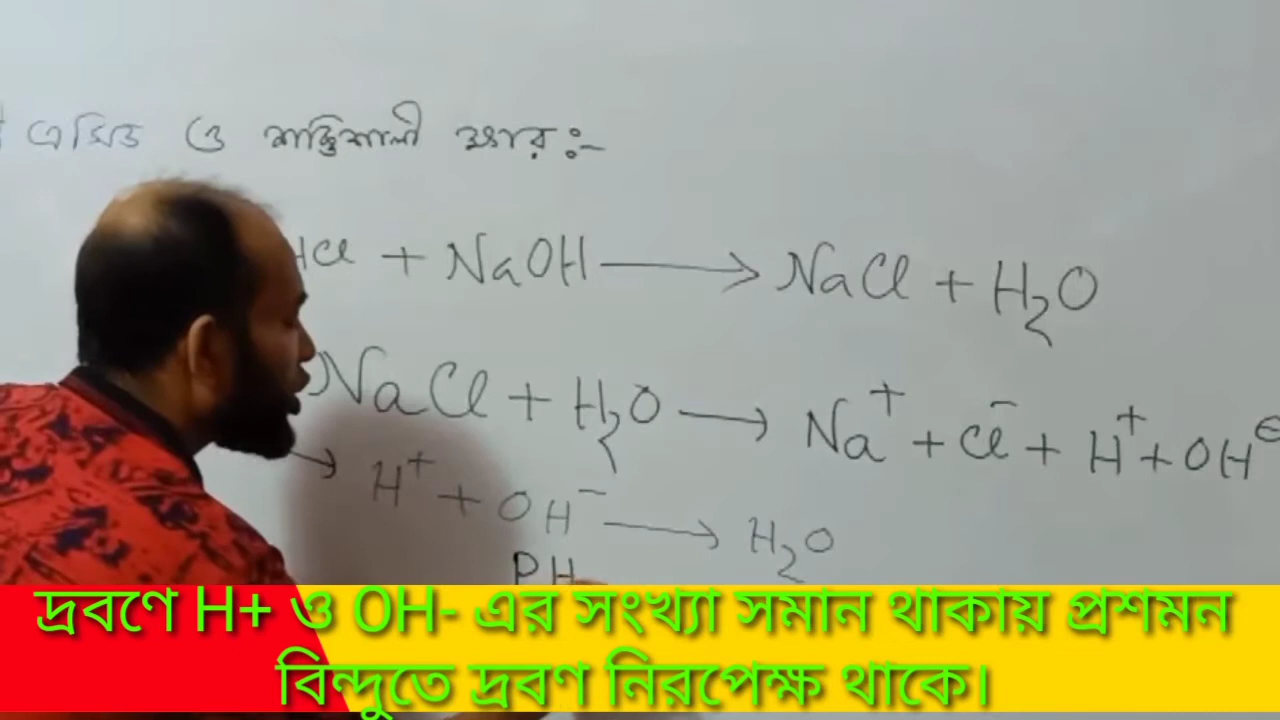 এসিড ও শক্তিশালী ক্ষার:-
HCl + NaOH ⟶ NaCl + H₂O
NaCl + H₂O ⟶ Na⁺ + Cl⁻ + H⁺ + OH⊖
→ H⁺ + OH⁻ ⟶ H₂O
PH
দ্রবণে H+ ও OH- এর সংখ্যা সমান থাকায় প্রশমন
বিন্দুতে দ্রবণ নিরপেক্ষ থাকে।